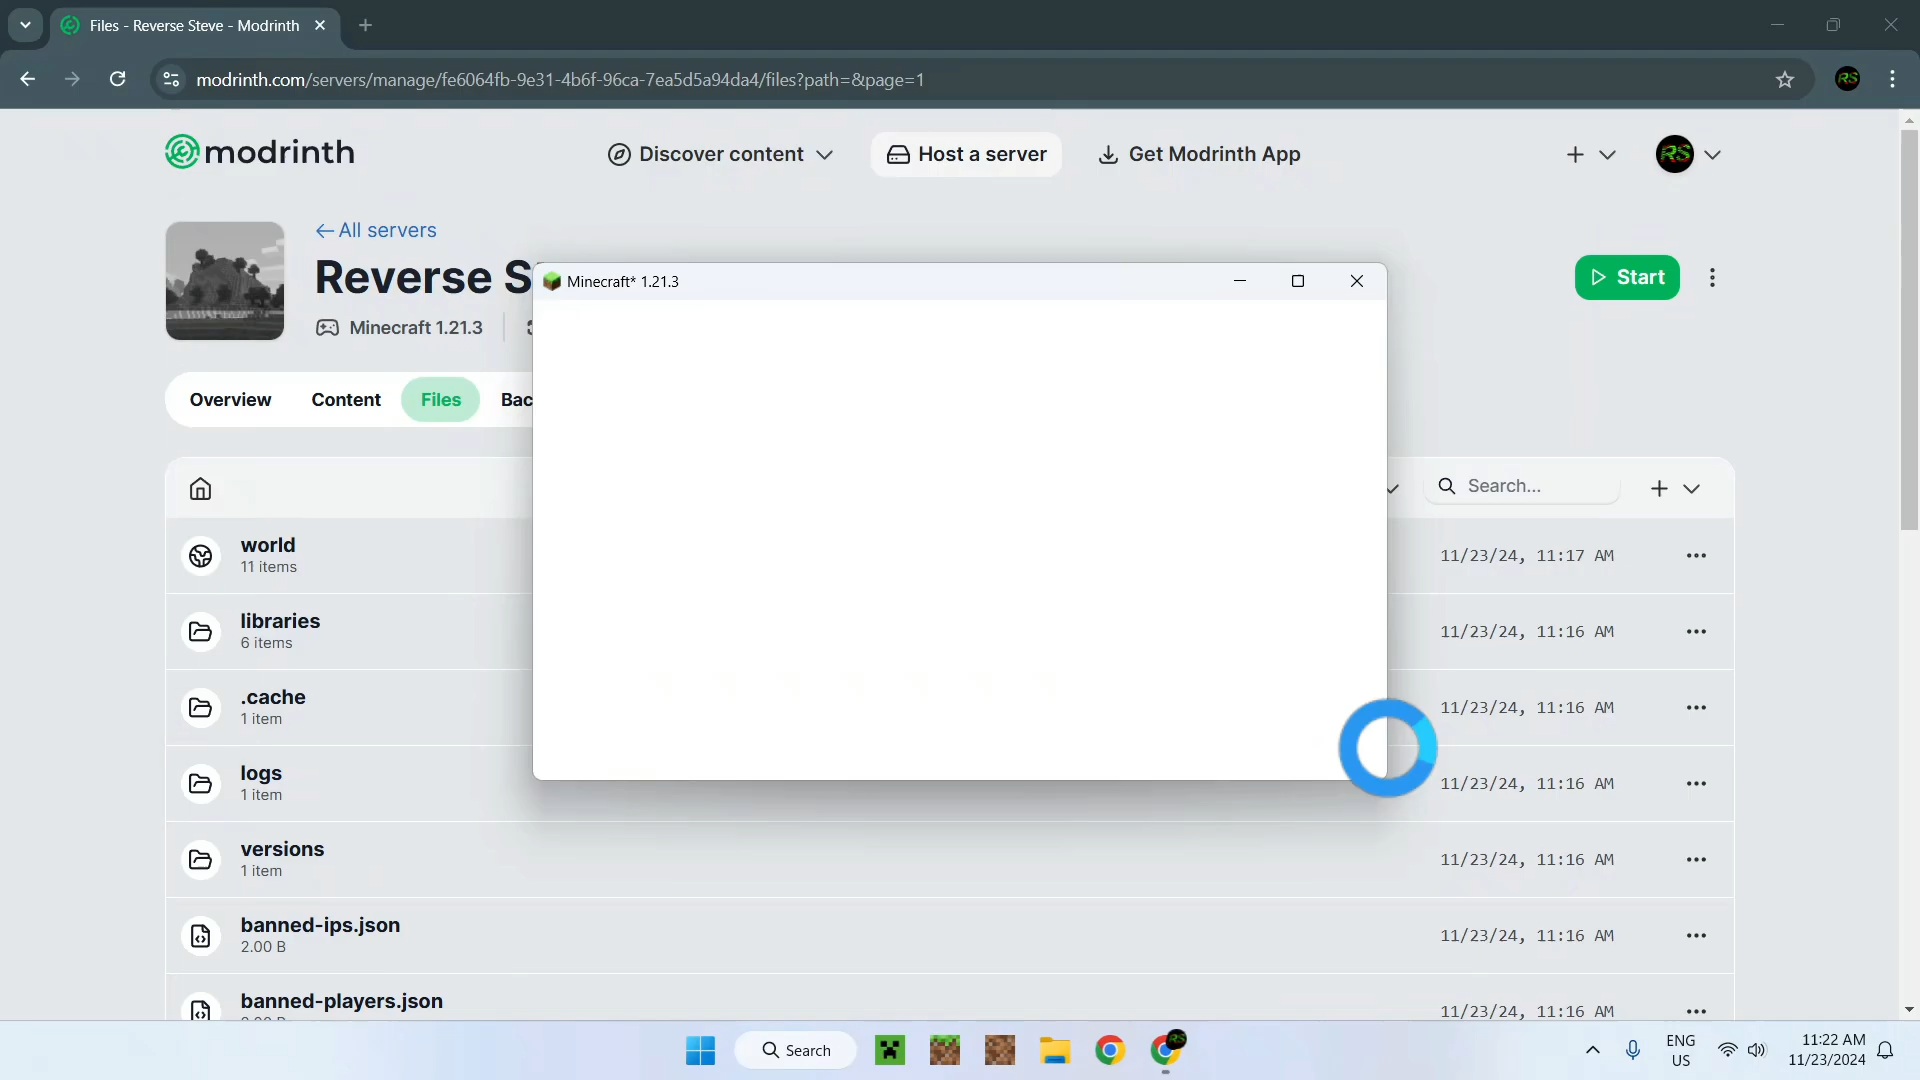 Files - Reverse Steve - Modrinth
modrinth.com/servers/manage/fe6064fb-9e31-4b6f-96ca-7ea5d5a94da4/files?path=&page=1
RS
modrinth
Discover content
Host a server
Get Modrinth App
RS
← All servers
Reverse S
Minecraft 1.21.3
Start
Minecraft* 1.21.3
Overview
Content
Files
Bac
Search...
world
11 items
11/23/24, 11:17 AM
libraries
6 items
11/23/24, 11:16 AM
.cache
1 item
11/23/24, 11:16 AM
logs
1 item
11/23/24, 11:16 AM
versions
1 item
11/23/24, 11:16 AM
banned-ips.json
2.00 B
11/23/24, 11:16 AM
banned-players.json
11/23/24, 11:16 AM
Search
RS
ENG
US
11:22 AM
11/23/2024